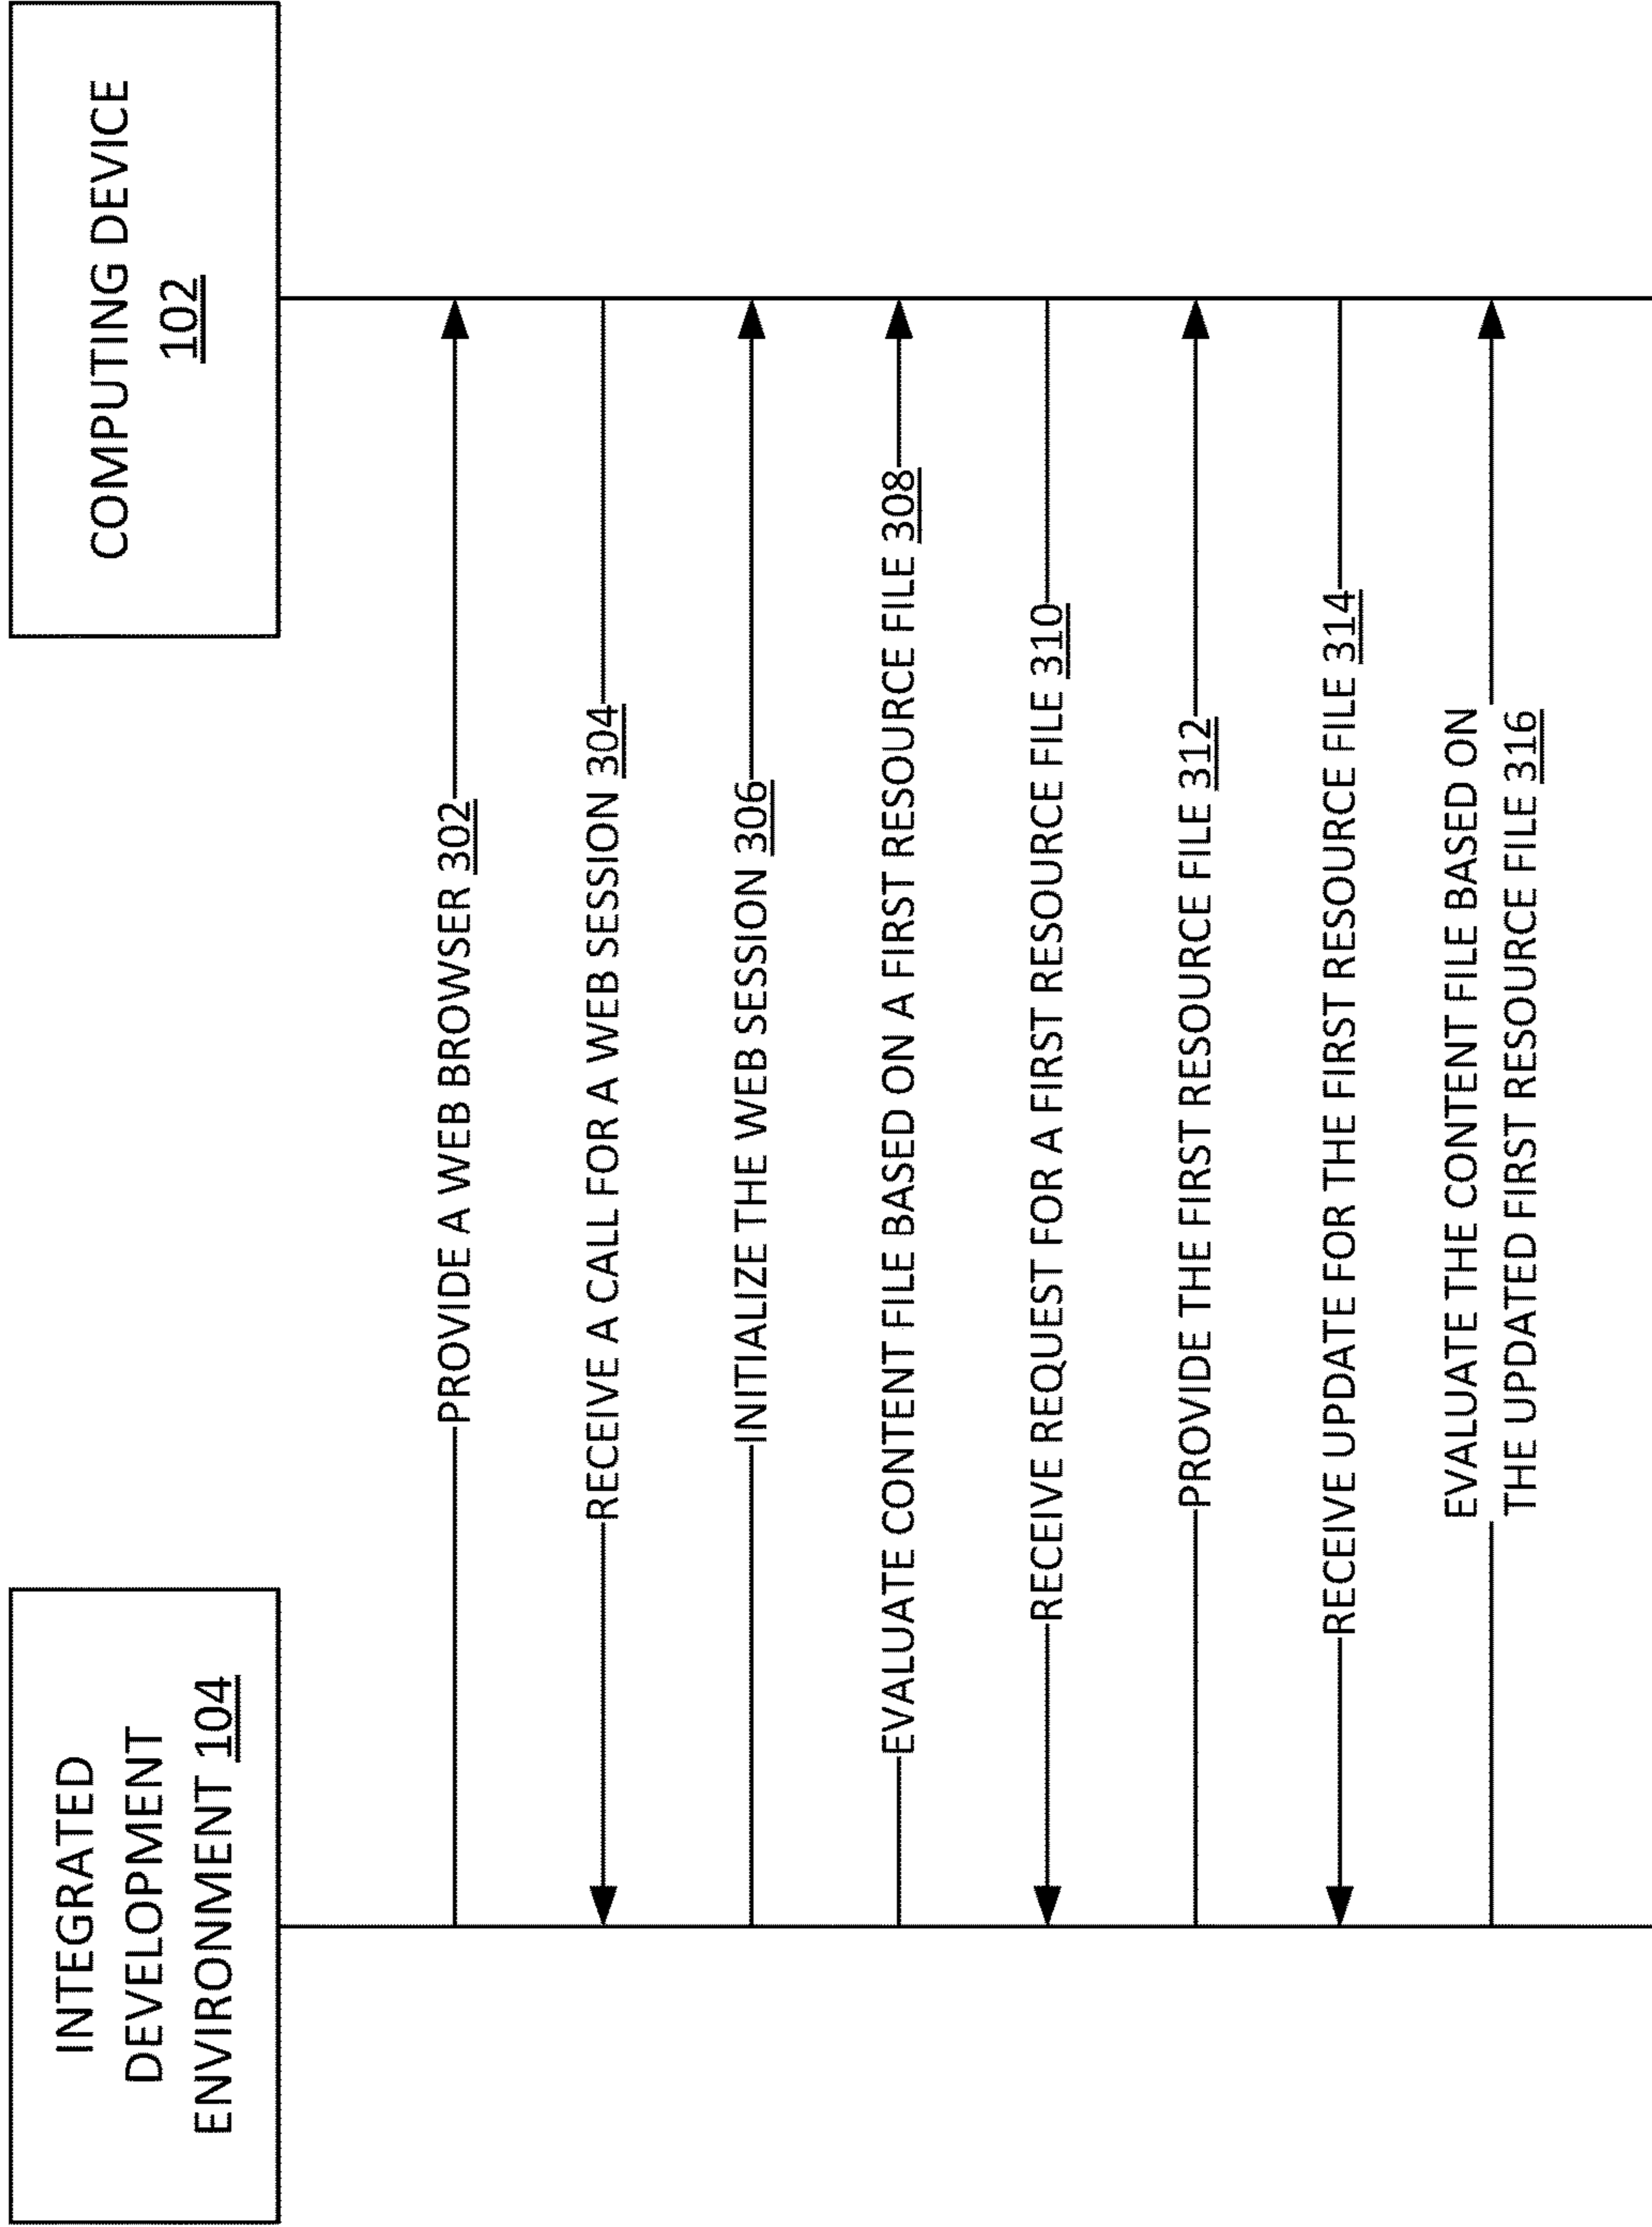 INTEGRATED
DEVELOPMENT
ENVIRONMENT 104
COMPUTING DEVICE
102
PROVIDE A WEB BROWSER 302
RECEIVE A CALL FOR A WEB SESSION 304
INITIALIZE THE WEB SESSION 306
EVALUATE CONTENT FILE BASED ON A FIRST RESOURCE FILE 308
RECEIVE REQUEST FOR A FIRST RESOURCE FILE 310
PROVIDE THE FIRST RESOURCE FILE 312
RECEIVE UPDATE FOR THE FIRST RESOURCE FILE 314
EVALUATE THE CONTENT FILE BASED ON
THE UPDATED FIRST RESOURCE FILE 316